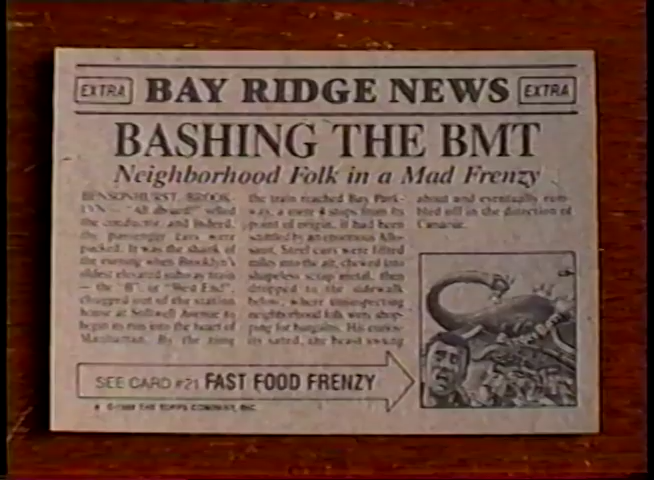 EXTRA BAY RIDGE NEWS EXTRA
BASHING THE BMT
Neighborhood Folk in a Mad Frenzy
BENSONHURST, BROOK-
LYN — "All aboard!" yelled
the conductor, and indeed,
the passenger cars were
packed. It was the shank of
the evening when Brooklyn's
oldest elevated subway train
— the "B", or "West End",
chugged out of the station
house at Stillwell Avenue to
begin its run into the heart of
Manhattan. By the time
the train reached Bay Park-
way, a mere 4 stops from its
point of origin, it had been
waylaid by an enormous Allo-
saur. Steel cars were lifted
miles into the air, chewed into
shapeless scrap metal, then
dropped to the sidewalk
below, where unsuspecting
neighborhood folk were shop-
ping for bargains. His curios-
ity sated, the beast swung
about and eventually rum-
bled off in the direction of
Canarsie.
SEE CARD #21 FAST FOOD FRENZY
THE TOPPS COMPANY, INC.